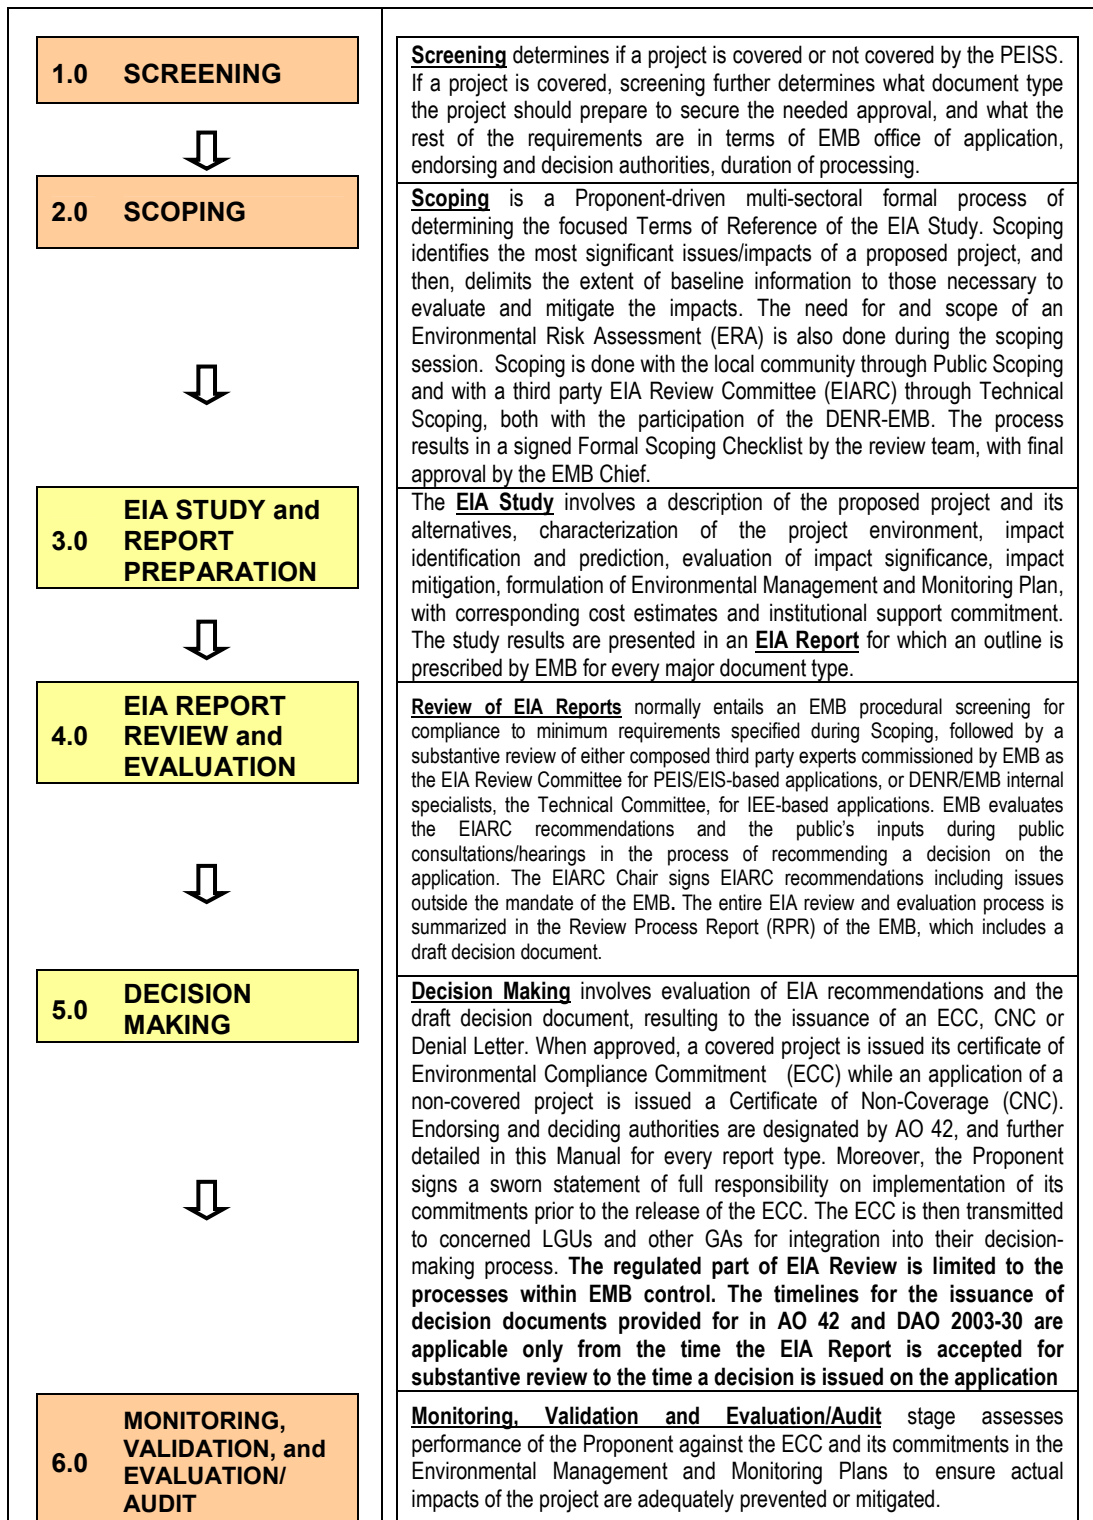 1.0 SCREENING
Screening determines if a project is covered or not covered by the PEISS.
If a project is covered, screening further determines what document type
the project should prepare to secure the needed approval, and what the
rest of the requirements are in terms of EMB office of application,
endorsing and decision authorities, duration of processing.
2.0 SCOPING
Scoping is a Proponent-driven multi-sectoral formal process of
determining the focused Terms of Reference of the EIA Study. Scoping
identifies the most significant issues/impacts of a proposed project, and
then, delimits the extent of baseline information to those necessary to
evaluate and mitigate the impacts. The need for and scope of an
Environmental Risk Assessment (ERA) is also done during the scoping
session. Scoping is done with the local community through Public Scoping
and with a third party EIA Review Committee (EIARC) through Technical
Scoping, both with the participation of the DENR-EMB. The process
results in a signed Formal Scoping Checklist by the review team, with final
approval by the EMB Chief.
3.0 EIA STUDY and
REPORT
PREPARATION
The EIA Study involves a description of the proposed project and its
alternatives, characterization of the project environment, impact
identification and prediction, evaluation of impact significance, impact
mitigation, formulation of Environmental Management and Monitoring Plan,
with corresponding cost estimates and institutional support commitment.
The study results are presented in an EIA Report for which an outline is
prescribed by EMB for every major document type.
4.0 EIA REPORT
REVIEW and
EVALUATION
Review of EIA Reports normally entails an EMB procedural screening for
compliance to minimum requirements specified during Scoping, followed by a
substantive review of either composed third party experts commissioned by EMB as
the EIA Review Committee for PEIS/EIS-based applications, or DENR/EMB internal
specialists, the Technical Committee, for IEE-based applications. EMB evaluates
the EIARC recommendations and the public's inputs during public
consultations/hearings in the process of recommending a decision on the
application. The EIARC Chair signs EIARC recommendations including issues
outside the mandate of the EMB. The entire EIA review and evaluation process is
summarized in the Review Process Report (RPR) of the EMB, which includes a
draft decision document.
5.0 DECISION
MAKING
Decision Making involves evaluation of EIA recommendations and the
draft decision document, resulting to the issuance of an ECC, CNC or
Denial Letter. When approved, a covered project is issued its certificate of
Environmental Compliance Commitment (ECC) while an application of a
non-covered project is issued a Certificate of Non-Coverage (CNC).
Endorsing and deciding authorities are designated by AO 42, and further
detailed in this Manual for every report type. Moreover, the Proponent
signs a sworn statement of full responsibility on implementation of its
commitments prior to the release of the ECC. The ECC is then transmitted
to concerned LGUs and other GAs for integration into their decision-
making process. The regulated part of EIA Review is limited to the
processes within EMB control. The timelines for the issuance of
decision documents provided for in AO 42 and DAO 2003-30 are
applicable only from the time the EIA Report is accepted for
substantive review to the time a decision is issued on the application
6.0 MONITORING,
VALIDATION, and
EVALUATION/
AUDIT
Monitoring, Validation and Evaluation/Audit stage assesses
performance of the Proponent against the ECC and its commitments in the
Environmental Management and Monitoring Plans to ensure actual
impacts of the project are adequately prevented or mitigated.